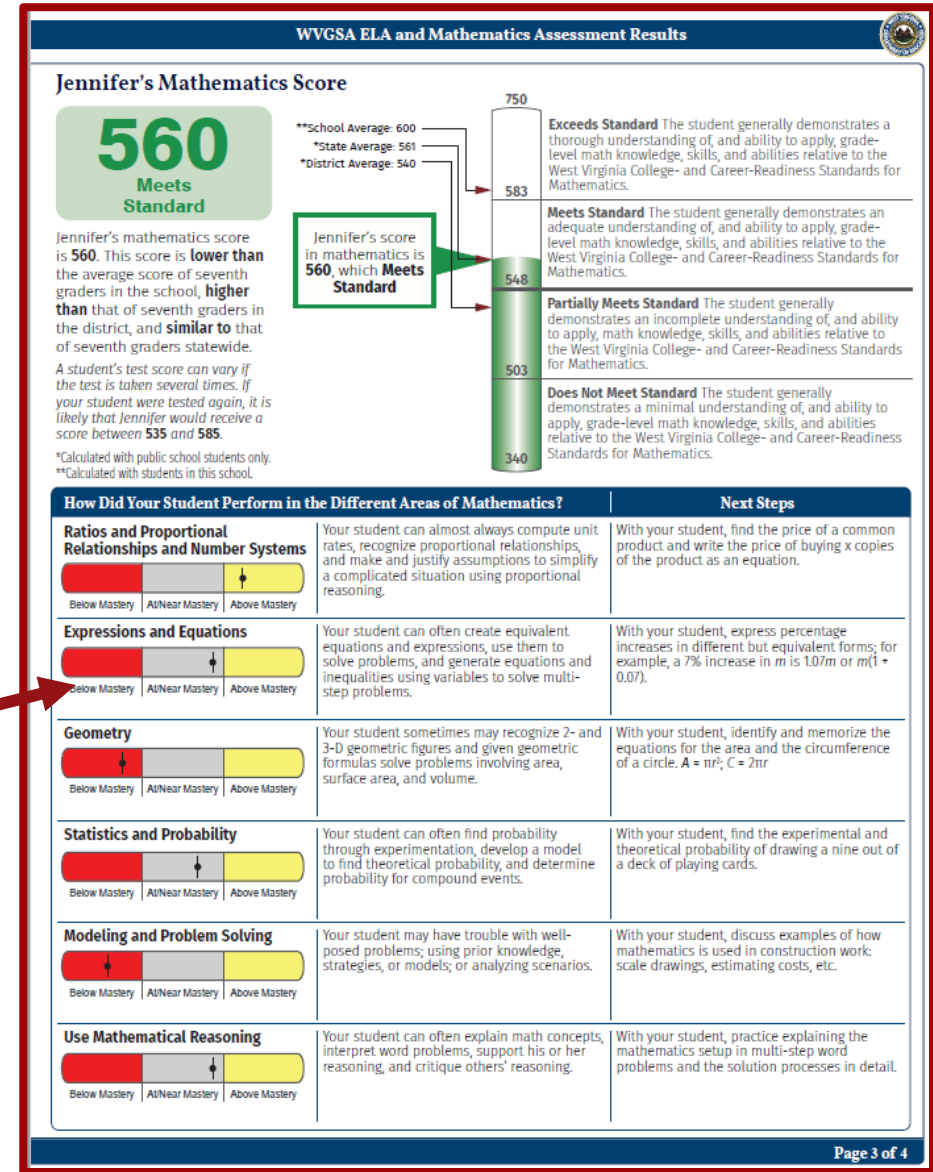 WVGSA ELA and Mathematics Assessment Results
Jennifer's Mathematics Score
560
Meets
Standard
Jennifer's mathematics score
is 560. This score is lower than
the average score of seventh
graders in the school, higher
than that of seventh graders in
the district, and similar to that
of seventh graders statewide.
A student's test score can vary if
the test is taken several times. If
your student were tested again, it is
likely that Jennifer would receive a
score between 535 and 585.
*Calculated with public school students only.
**Calculated with students in this school.
**School Average: 600
*State Average: 561
*District Average: 540
Jennifer's score
in mathematics is
560, which Meets
Standard
750
583
548
503
340
Exceeds Standard The student generally demonstrates a
thorough understanding of, and ability to apply, grade-
level math knowledge, skills, and abilities relative to the
West Virginia College- and Career-Readiness Standards for
Mathematics.
Meets Standard The student generally demonstrates an
adequate understanding of, and ability to apply, grade-
level math knowledge, skills, and abilities relative to the
West Virginia College- and Career-Readiness Standards for
Mathematics.
Partially Meets Standard The student generally
demonstrates an incomplete understanding of, and ability
to apply, math knowledge, skills, and abilities relative to
the West Virginia College- and Career-Readiness Standards
for Mathematics.
Does Not Meet Standard The student generally
demonstrates a minimal understanding of, and ability to
apply, grade-level math knowledge, skills, and abilities
relative to the West Virginia College- and Career-Readiness
Standards for Mathematics.
How Did Your Student Perform in the Different Areas of Mathematics?
Next Steps
Ratios and Proportional
Relationships and Number Systems
Below Mastery At/Near Mastery Above Mastery
Your student can almost always compute unit
rates, recognize proportional relationships,
and make and justify assumptions to simplify
a complicated situation using proportional
reasoning.
With your student, find the price of a common
product and write the price of buying x copies
of the product as an equation.
Expressions and Equations
Below Mastery At/Near Mastery Above Mastery
Your student can often create equivalent
equations and expressions, use them to
solve problems, and generate equations and
inequalities using variables to solve multi-
step problems.
With your student, express percentage
increases in different but equivalent forms; for
example, a 7% increase in m is 1.07m or m(1 +
0.07).
Geometry
Below Mastery At/Near Mastery Above Mastery
Your student sometimes may recognize 2- and
3-D geometric figures and given geometric
formulas solve problems involving area,
surface area, and volume.
With your student, identify and memorize the
equations for the area and the circumference
of a circle. A = πr²; C = 2πr
Statistics and Probability
Below Mastery At/Near Mastery Above Mastery
Your student can often find probability
through experimentation, develop a model
to find theoretical probability, and determine
probability for compound events.
With your student, find the experimental and
theoretical probability of drawing a nine out of
a deck of playing cards.
Modeling and Problem Solving
Below Mastery At/Near Mastery Above Mastery
Your student may have trouble with well-
posed problems; using prior knowledge,
strategies, or models; or analyzing scenarios.
With your student, discuss examples of how
mathematics is used in construction work:
scale drawings, estimating costs, etc.
Use Mathematical Reasoning
Below Mastery At/Near Mastery Above Mastery
Your student can often explain math concepts,
interpret word problems, support his or her
reasoning, and critique others' reasoning.
With your student, practice explaining the
mathematics setup in multi-step word
problems and the solution processes in detail.
Page 3 of 4